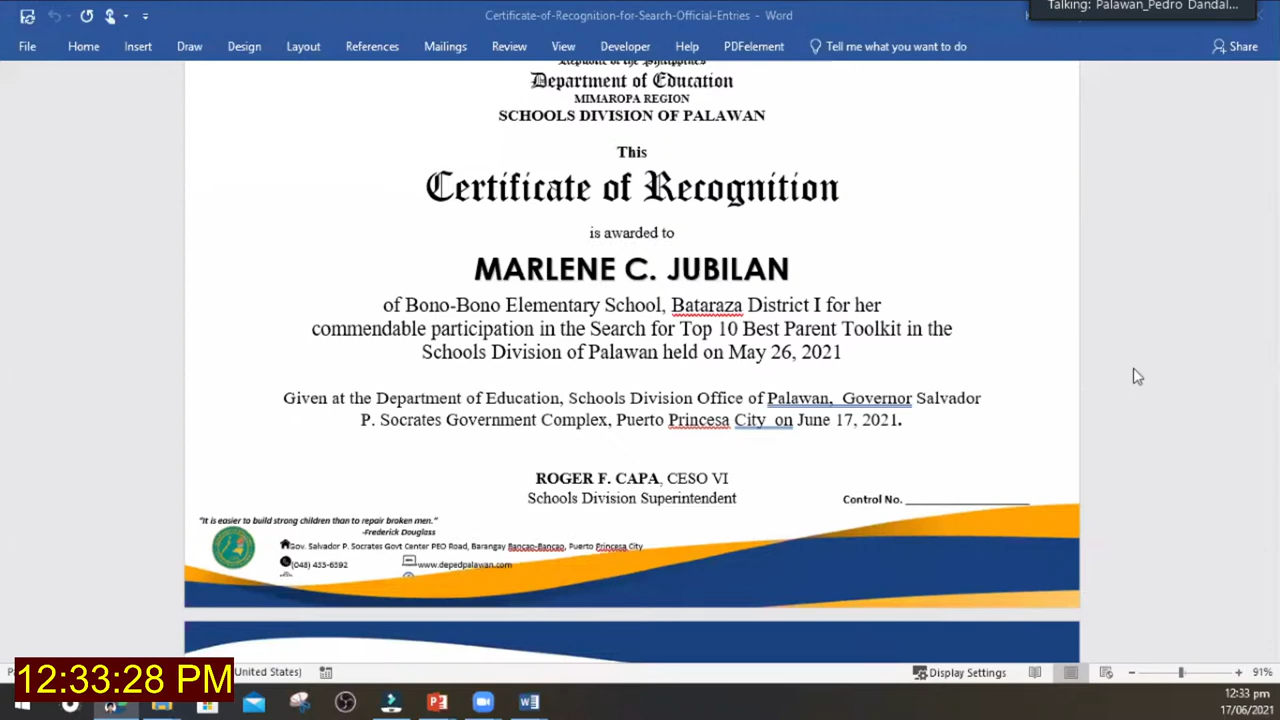 Certificate-of-Recognition-for-Search-Official-Entries - Word
Talking: Palawan_Pedro Dandal...
File Home Insert Draw Design Layout References Mailings Review View Developer Help PDFelement Tell me what you want to do Share
Republic of the Philippines
Department of Education
MIMAROPA REGION
SCHOOLS DIVISION OF PALAWAN
This
Certificate of Recognition
is awarded to
MARLENE C. JUBILAN
of Bono-Bono Elementary School, Bataraza District I for her
commendable participation in the Search for Top 10 Best Parent Toolkit in the
Schools Division of Palawan held on May 26, 2021
Given at the Department of Education, Schools Division Office of Palawan, Governor Salvador
P. Socrates Government Complex, Puerto Princesa City on June 17, 2021.
ROGER F. CAPA, CESO VI
Schools Division Superintendent
Control No.
"It is easier to build strong children than to repair broken men."
-Frederick Douglass
Gov. Salvador P. Socrates Govt Center PEO Road, Barangay Bancao-Bancao, Puerto Princesa City
(048) 433-6392 www.depedpalawan.com
12:33:28 PM
United States)
Display Settings
91%
12:33 pm
17/06/2021